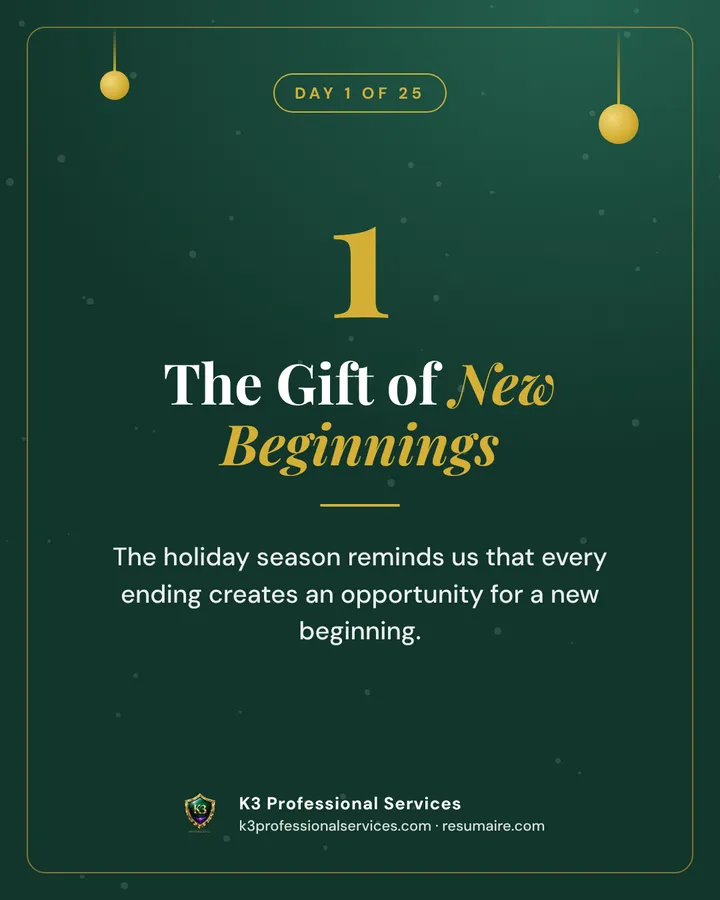 DAY 1 OF 25
1
The Gift of New
Beginnings
The holiday season reminds us that every
ending creates an opportunity for a new
beginning.
K3
K3 Professional Services
k3professionalservices.com · resumaire.com